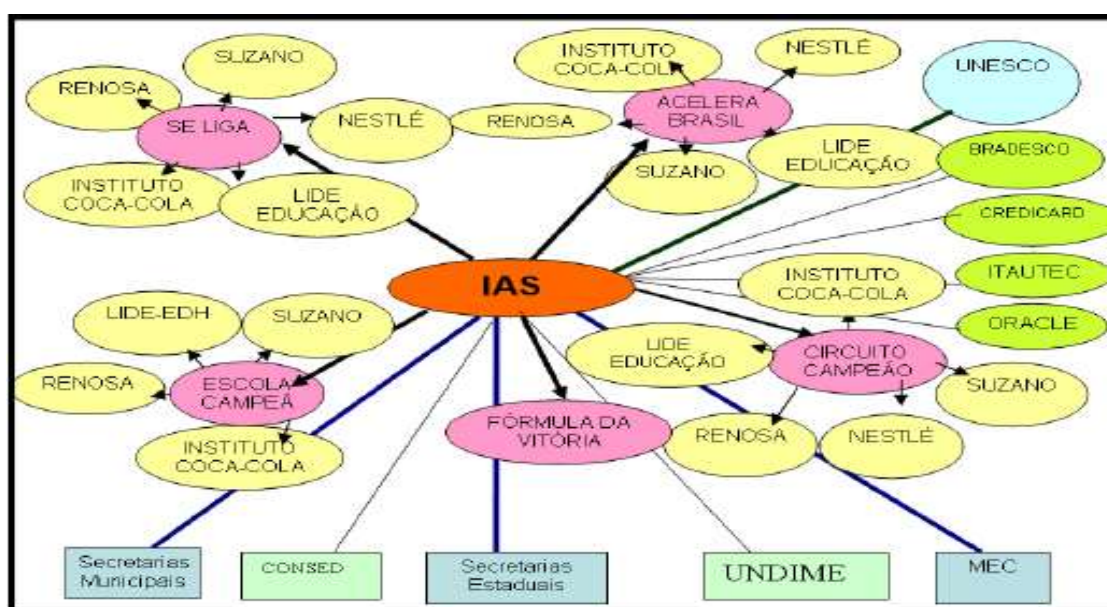 SUZANO
RENOSA
SE LIGA
NESTLÉ
INSTITUTO
COCA-COLA
LIDE
EDUCAÇÃO
INSTITUTO
COCA-COLA
NESTLÉ
ACELERA
BRASIL
RENOSA
SUZANO
LIDE
EDUCAÇÃO
UNESCO
BRADESCO
CREDICARD
ITAUTEC
ORACLE
IAS
LIDE-EDH
SUZANO
RENOSA
ESCOLA
CAMPEÃ
INSTITUTO
COCA-COLA
FÓRMULA DA
VITÓRIA
INSTITUTO
COCA-COLA
LIDE
EDUCAÇÃO
CIRCUITO
CAMPEÃO
SUZANO
RENOSA
NESTLÉ
Secretarias
Municipais
CONSED
Secretarias
Estaduais
UNDIME
MEC